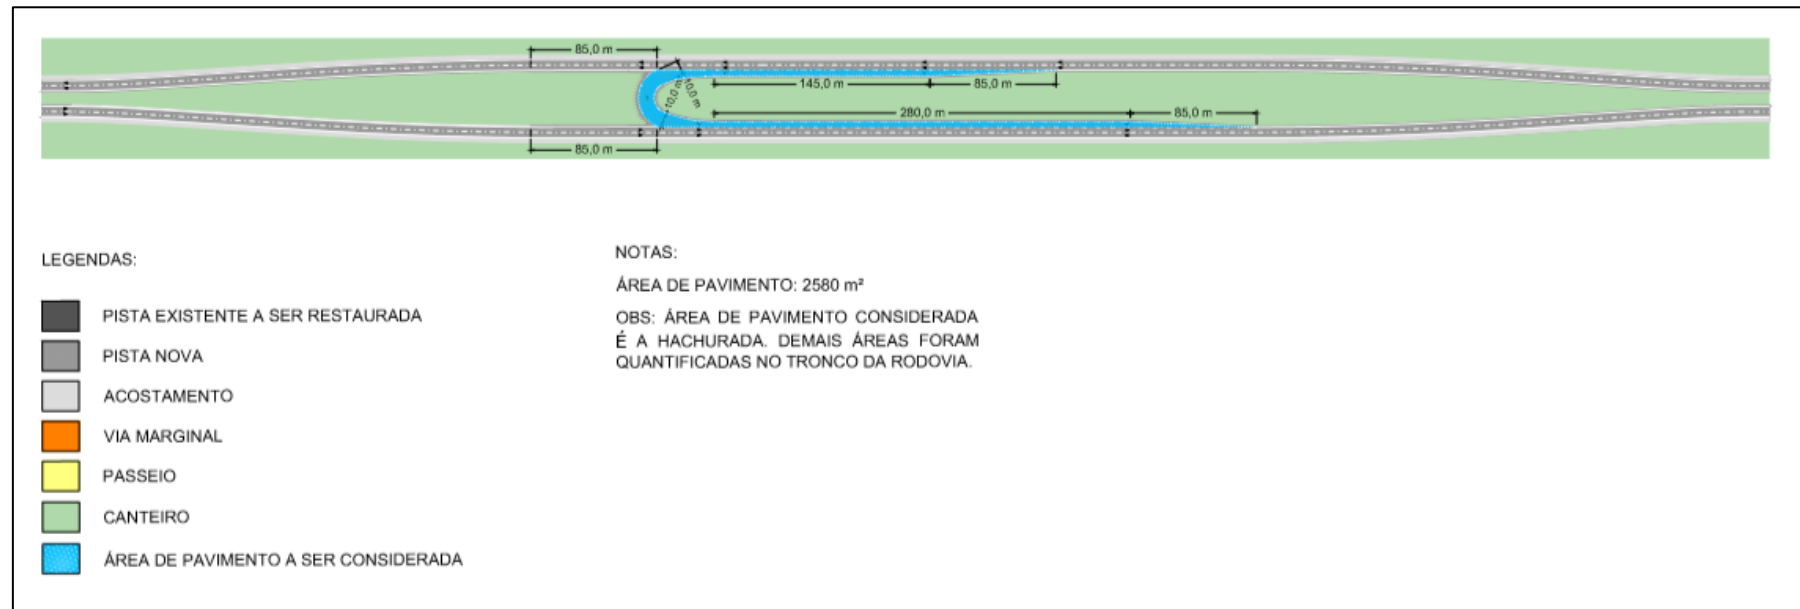 85,0 m
10,0 m
10,0 m
145,0 m
85,0 m
280,0 m
85,0 m
85,0 m
LEGENDAS:
PISTA EXISTENTE A SER RESTAURADA
PISTA NOVA
ACOSTAMENTO
VIA MARGINAL
PASSEIO
CANTEIRO
ÁREA DE PAVIMENTO A SER CONSIDERADA
NOTAS:
ÁREA DE PAVIMENTO: 2580 m²
OBS: ÁREA DE PAVIMENTO CONSIDERADA
É A HACHURADA. DEMAIS ÁREAS FORAM
QUANTIFICADAS NO TRONCO DA RODOVIA.